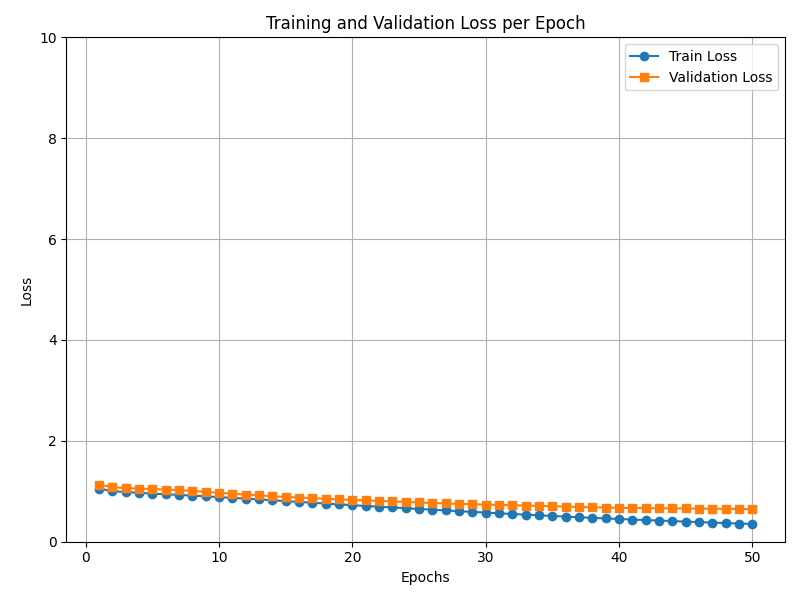 Training and Validation Loss per Epoch
Train Loss
Validation Loss
Loss
10
8
6
4
2
0
0 10 20 30 40 50
Epochs